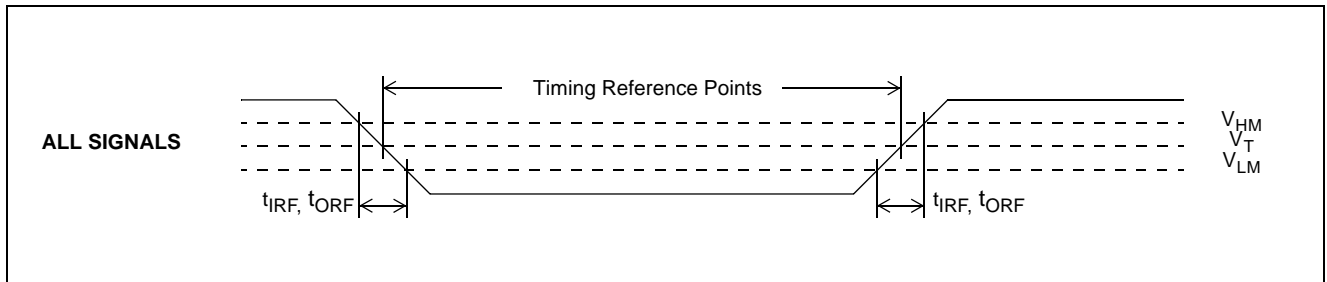 Timing Reference Points
ALL SIGNALS
V_HM
V_T
V_LM
t_IRF, t_ORF
t_IRF, t_ORF